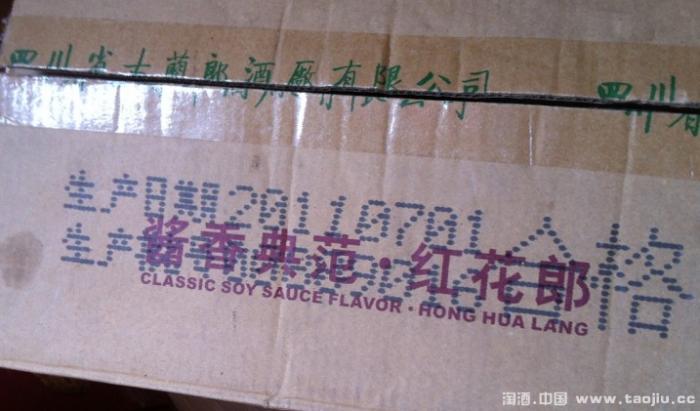 四川省古蔺郎酒厰有限公司 四川省
生产日期20110701合格
生产
酱香典范·红花郎
CLASSIC SOY SAUCE FLAVOR · HONG HUA LANG
淘酒.中国 www.taojiu.cc